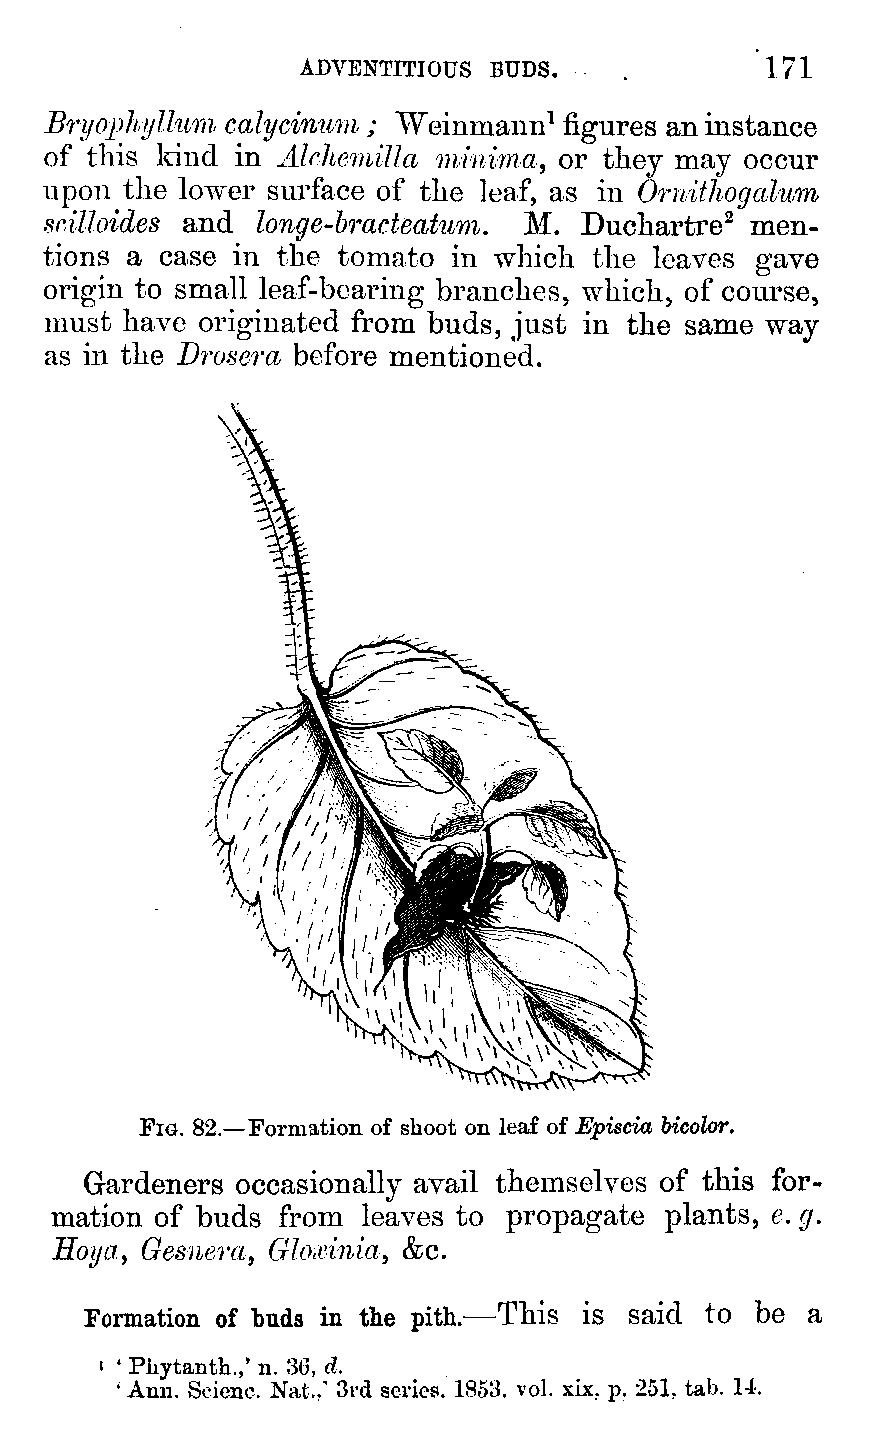 ADVENTITIOUS BUDS. 171
Bryophyllum calycinum; Weinmann¹ figures an instance
of this kind in Alchemilla minima, or they may occur
upon the lower surface of the leaf, as in Ornithogalum
scilloides and longe-bracteatum. M. Duchartre² men-
tions a case in the tomato in which the leaves gave
origin to small leaf-bearing branches, which, of course,
must have originated from buds, just in the same way
as in the Drosera before mentioned.
FIG. 82.—Formation of shoot on leaf of Episcia bicolor.
Gardeners occasionally avail themselves of this for-
mation of buds from leaves to propagate plants, e. g.
Hoya, Gesnera, Gloxinia, &c.
Formation of buds in the pith.—This is said to be a
¹ ‘Phytanth.,’ n. 36, d.
‘Ann. Scienc. Nat.,’ 3rd series, 1853, vol. xix, p. 251, tab. 14.